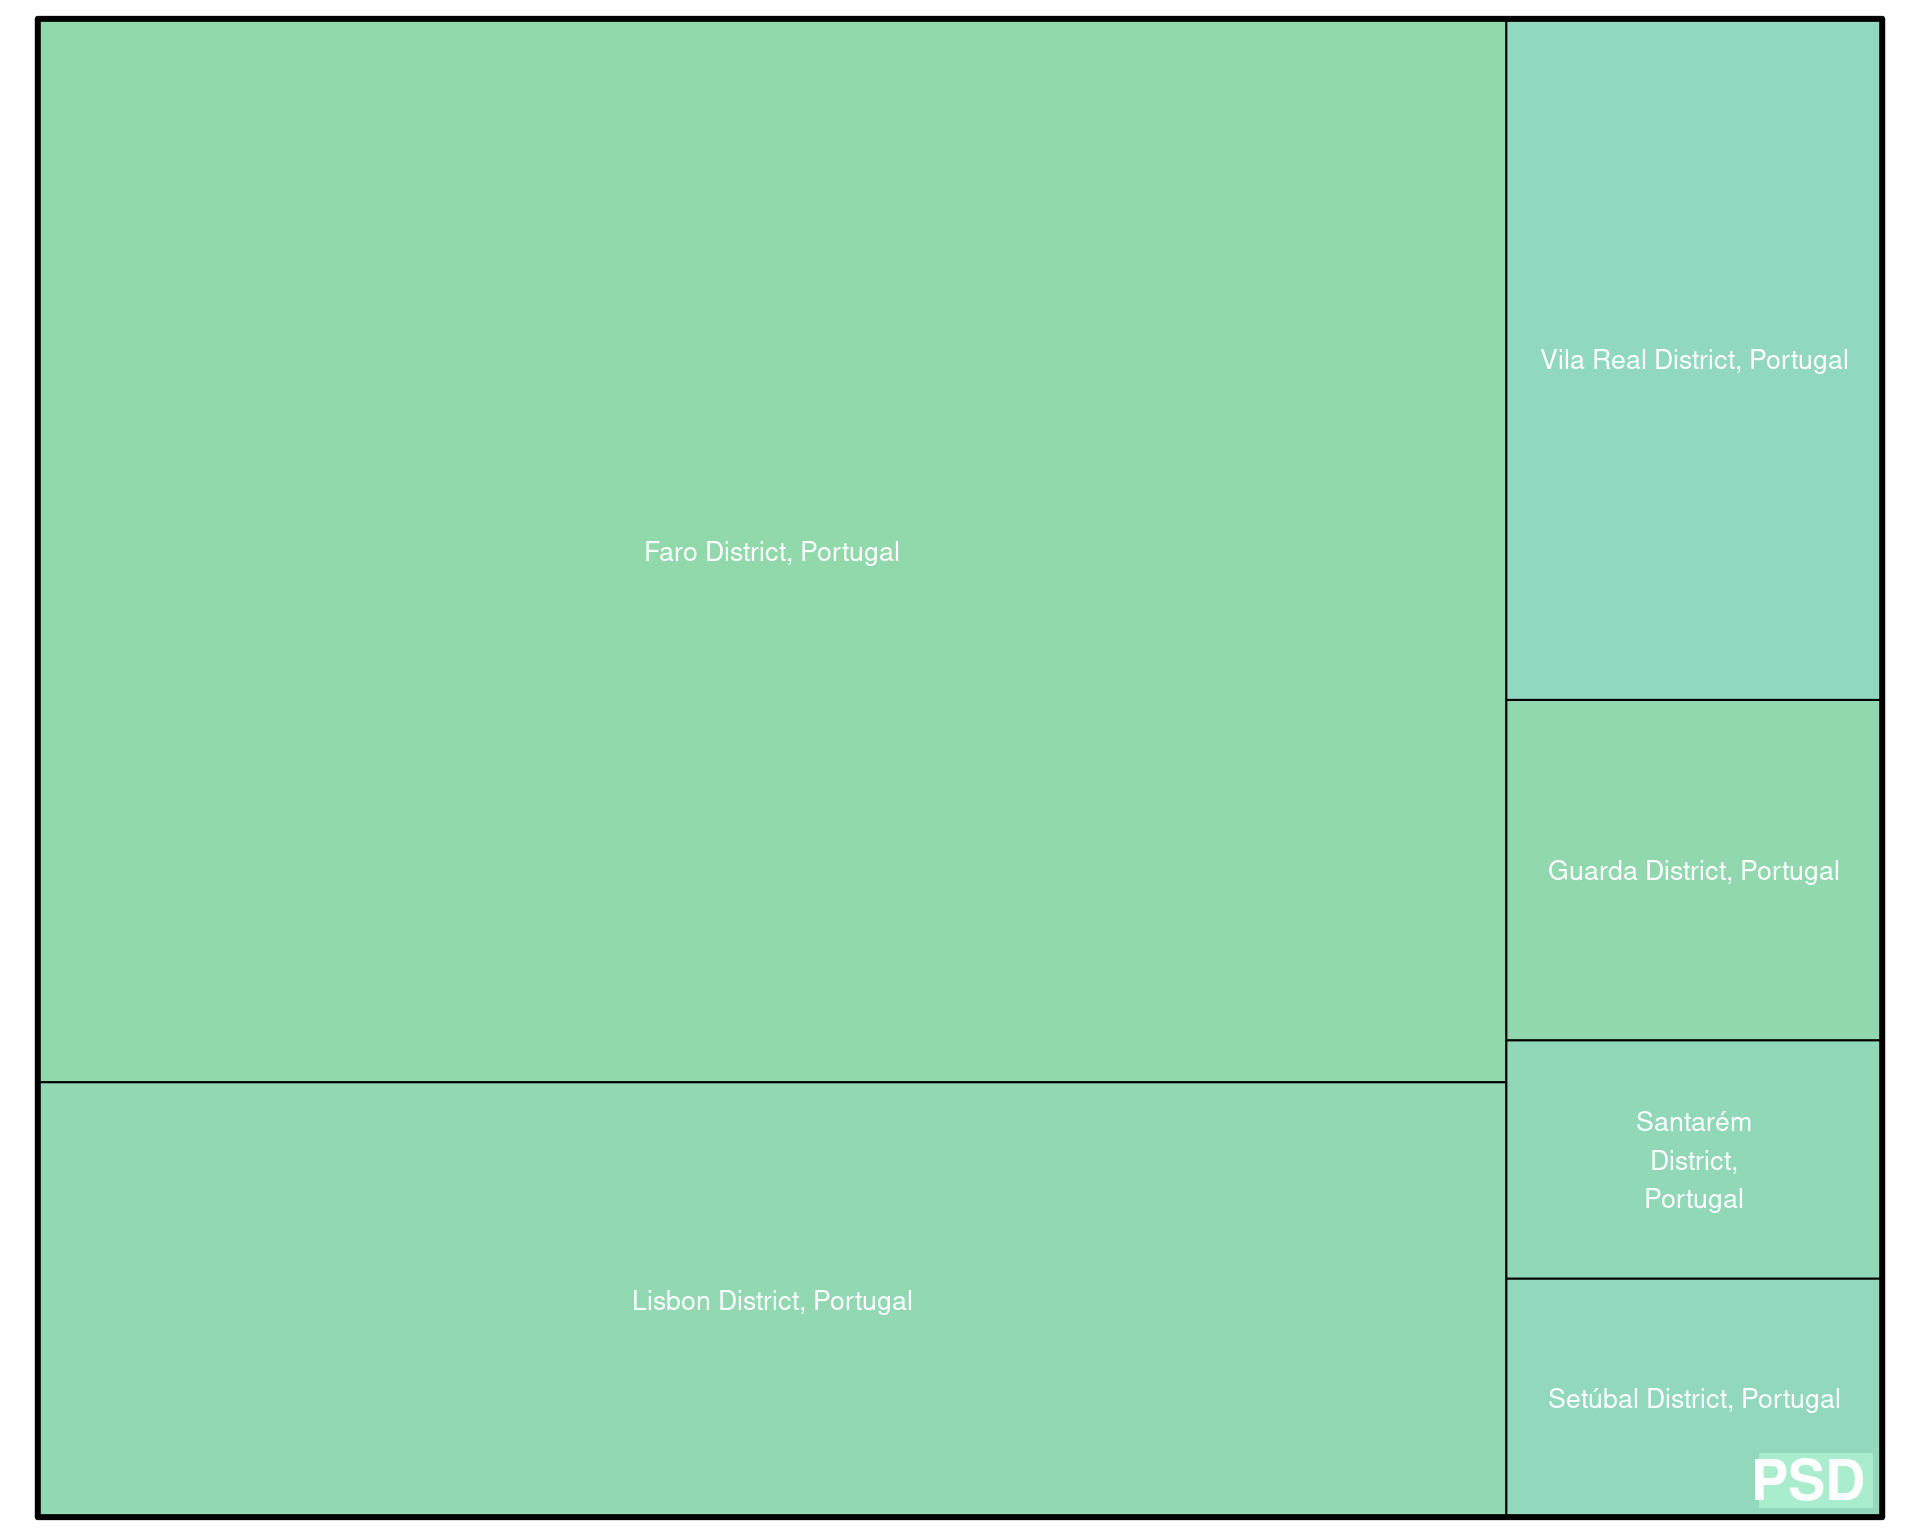 Faro District, Portugal
Lisbon District, Portugal
Vila Real District, Portugal
Guarda District, Portugal
Santarém
District,
Portugal
Setúbal District, Portugal
PSD